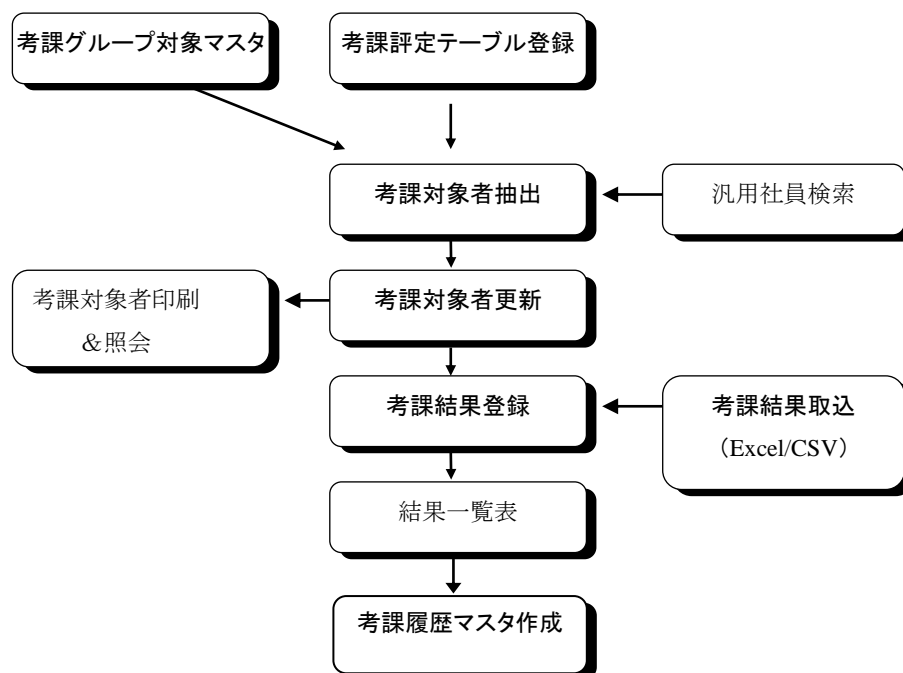 考課グループ対象マスタ
考課評定テーブル登録
考課対象者抽出
汎用社員検索
考課対象者印刷
＆照会
考課対象者更新
考課結果登録
考課結果取込
（Excel/CSV）
結果一覧表
考課履歴マスタ作成